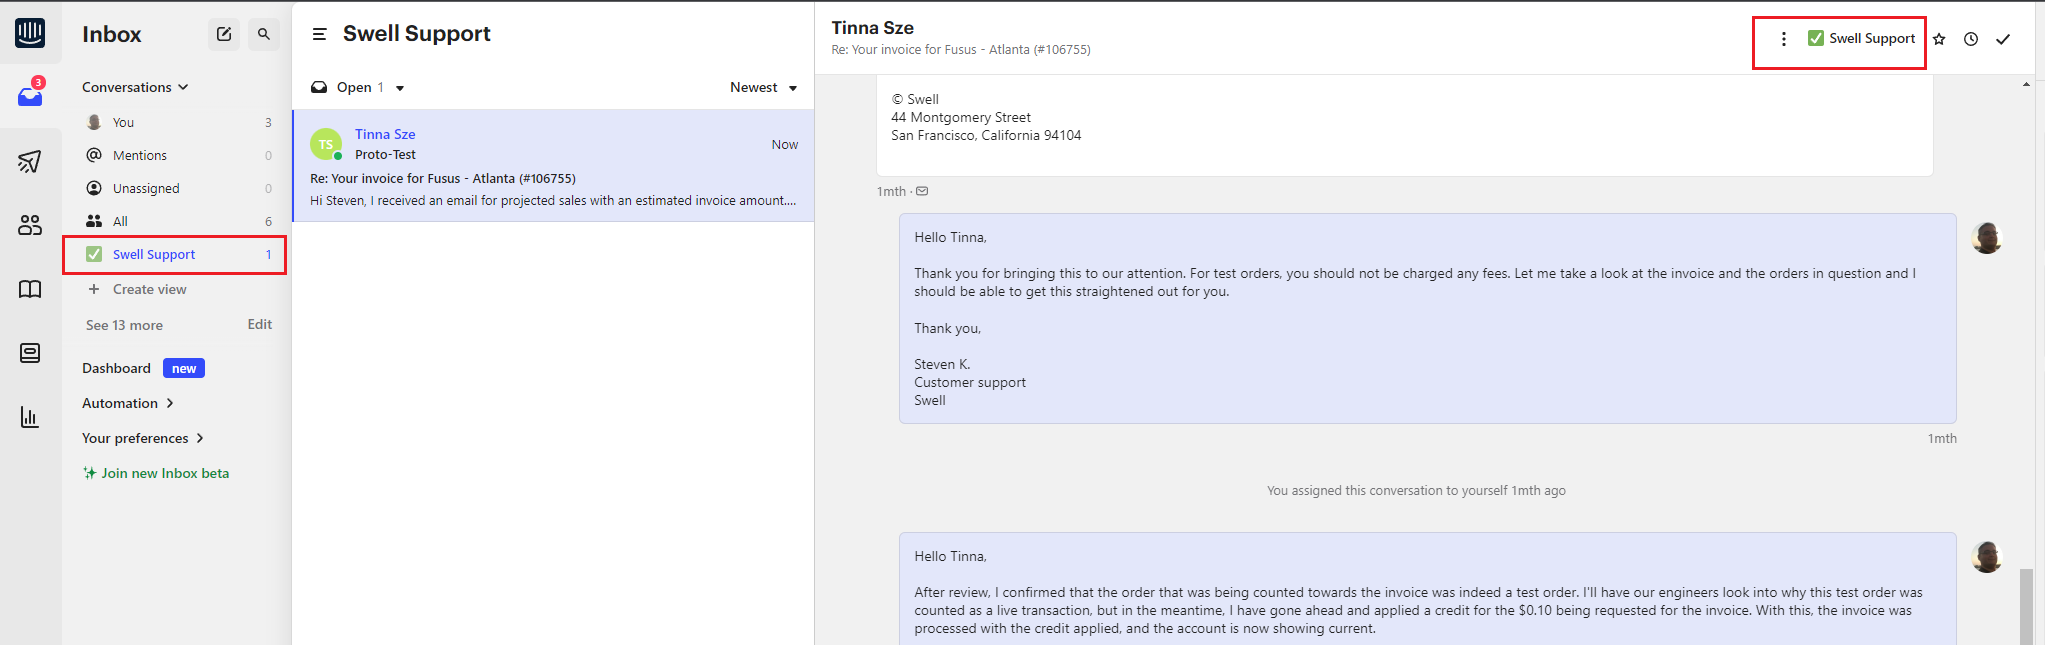 3
Inbox
Conversations
You 3
Mentions 0
Unassigned 0
All 6
Swell Support 1
Create view
See 13 more Edit
Dashboard new
Automation
Your preferences
Join new Inbox beta
Swell Support
Open 1 Newest
TS
Tinna Sze
Proto-Test
Now
Re: Your invoice for Fusus - Atlanta (#106755)
Hi Steven, I received an email for projected sales with an estimated invoice amount....
Tinna Sze
Re: Your invoice for Fusus - Atlanta (#106755)
Swell Support
© Swell
44 Montgomery Street
San Francisco, California 94104
1mth ·
Hello Tinna,
Thank you for bringing this to our attention. For test orders, you should not be charged any fees. Let me take a look at the invoice and the orders in question and I
should be able to get this straightened out for you.
Thank you,
Steven K.
Customer support
Swell
1mth
You assigned this conversation to yourself 1mth ago
Hello Tinna,
After review, I confirmed that the order that was being counted towards the invoice was indeed a test order. I'll have our engineers look into why this test order was
counted as a live transaction, but in the meantime, I have gone ahead and applied a credit for the $0.10 being requested for the invoice. With this, the invoice was
processed with the credit applied, and the account is now showing current.